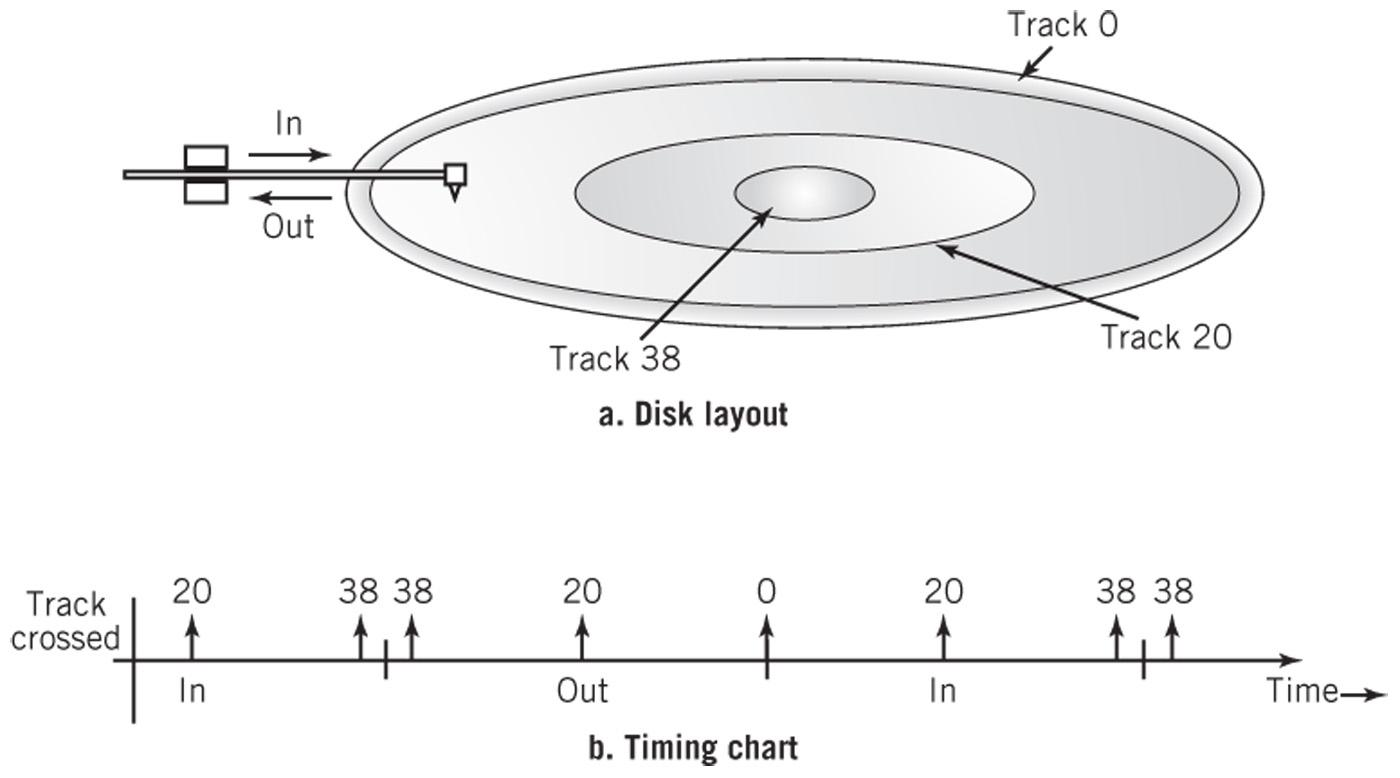 Track 0
In
Out
Track 20
Track 38
a. Disk layout
20 38 38 20 0 20 38 38
Track
crossed
In Out In Time
b. Timing chart